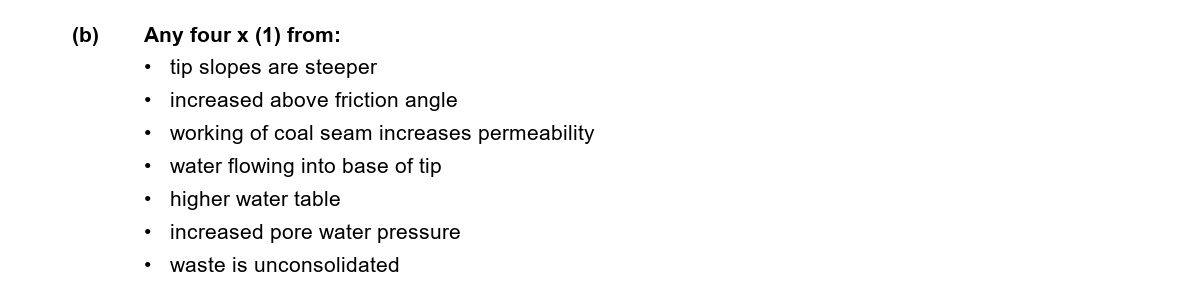 (b) Any four x (1) from:
• tip slopes are steeper
• increased above friction angle
• working of coal seam increases permeability
• water flowing into base of tip
• higher water table
• increased pore water pressure
• waste is unconsolidated